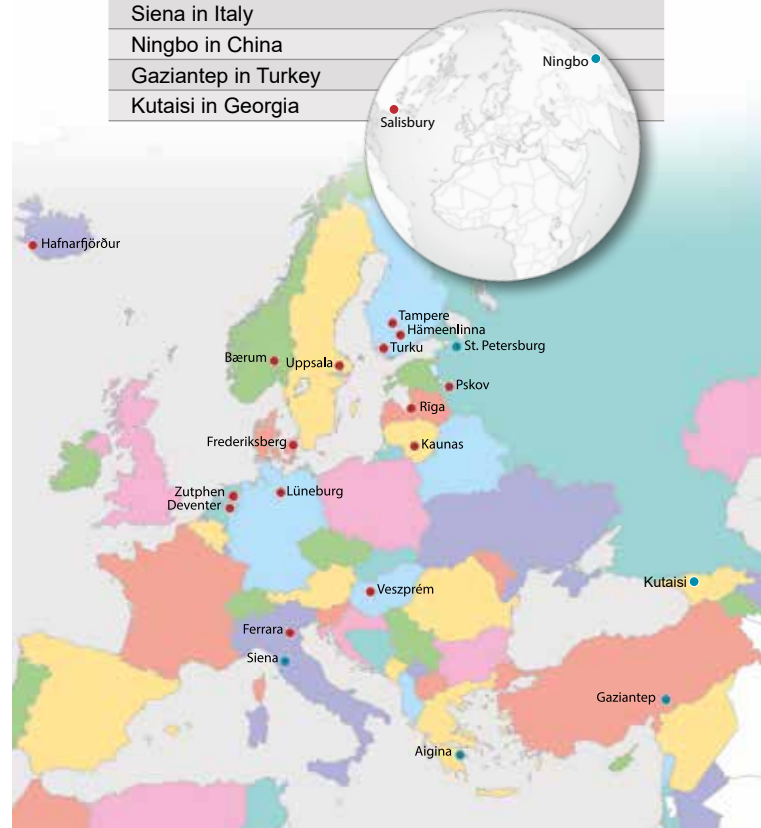 Siena in Italy
Ningbo in China
Gaziantep in Turkey
Kutaisi in Georgia
Ningbo
Salisbury
Hafnarfjörður
Tampere
Hämeenlinna
Turku
St. Petersburg
Bærum
Uppsala
Pskov
Rīga
Frederiksberg
Kaunas
Zutphen
Deventer
Lüneburg
Kutaisi
Veszprém
Ferrara
Siena
Gaziantep
Aigina